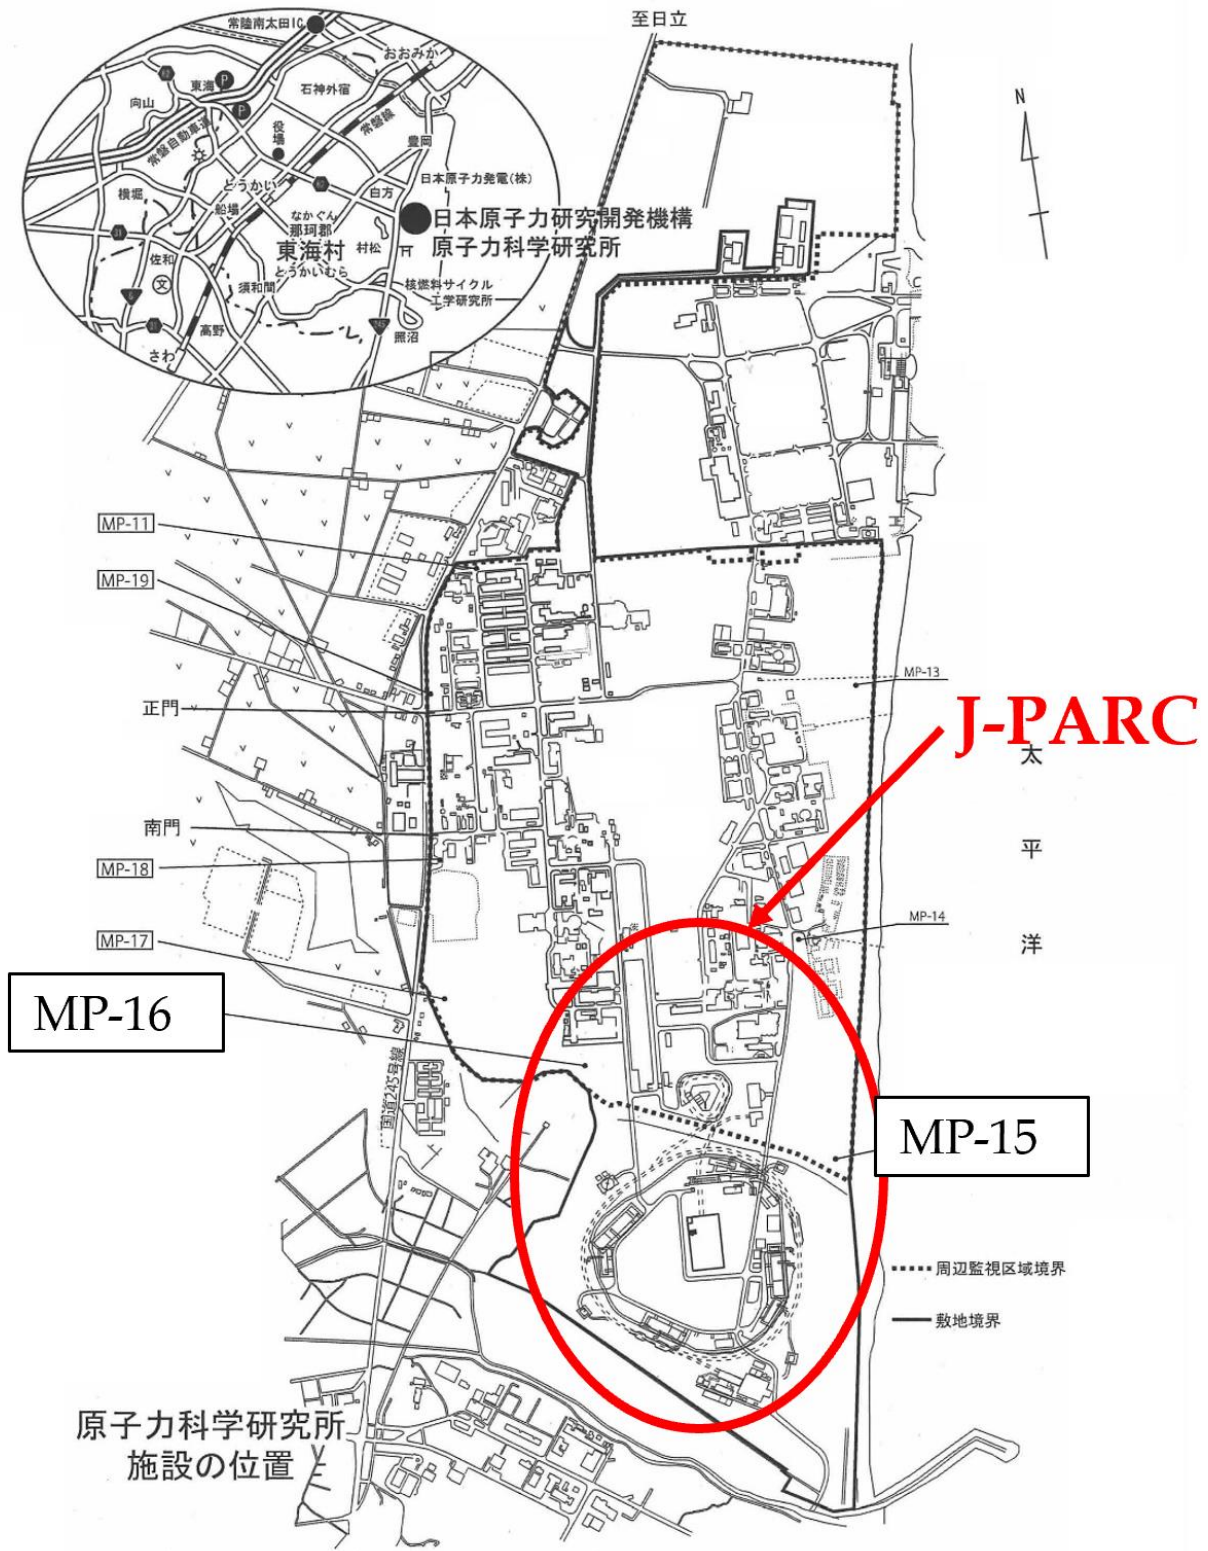 至日立
常陸南太田IC
おおみか
東海
P
石神外宿
向山
P
常磐線
役場
常磐自動車道
豊岡
N
とうかい
日本原子力発電(株)
横堀
白方
船場
なかぐん
那珂郡
日本原子力研究開発機構
東海村
村松
原子力科学研究所
とうかいむら
佐和
文
須和間
核燃料サイクル
工学研究所
6
高野
245
照沼
さわ
MP-11
MP-19
MP-13
正門
J-PARC
太平洋
南門
MP-18
MP-14
MP-17
MP-16
国道245号線
MP-15
周辺監視区域境界
敷地境界
原子力科学研究所
施設の位置